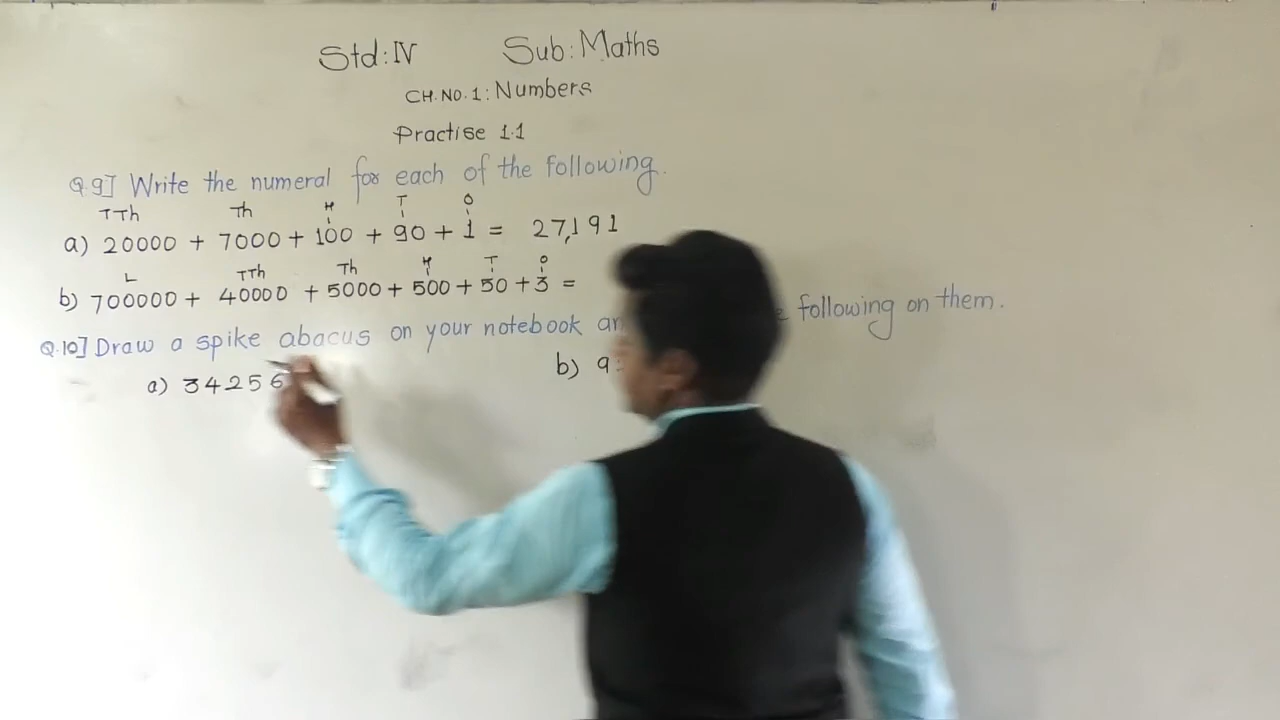 Std:IV Sub:Maths
CH.NO.1:Numbers
Practise 1.1
Q.9] Write the numeral for each of the following.
TTh Th H T O
a) 20000 + 7000 + 100 + 90 + 1 = 27,191
L TTh Th H T O
b) 700000 + 40000 + 5000 + 500 + 50 + 3 =
Q.10] Draw a spike abacus on your notebook following on them.
a) 34256 b) 9